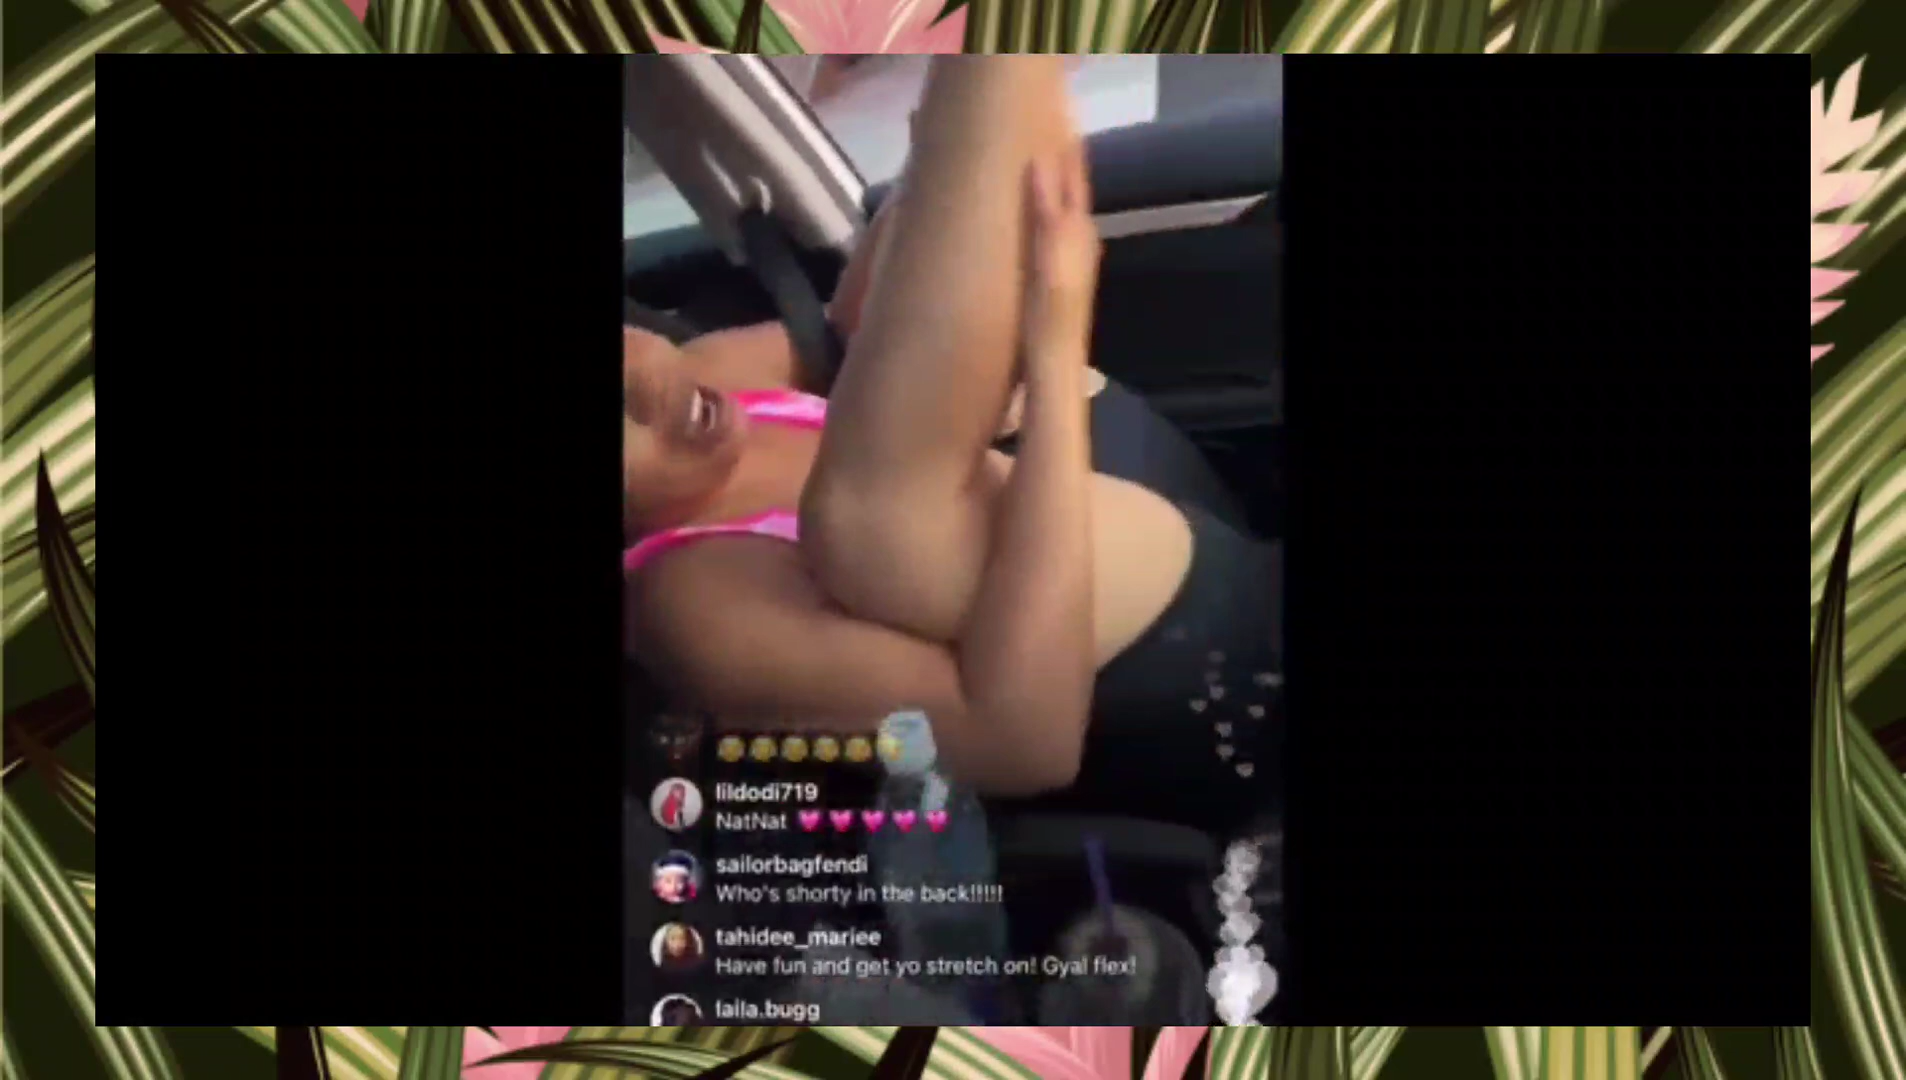 😂😂😂😂😂😂
lildodi719
NatNat 💗💗💗💗💗
sailorbagfendi
Who's shorty in the back!!!!!
tahidee_mariee
Have fun and get yo stretch on! Gyal flex!
laila.bugg